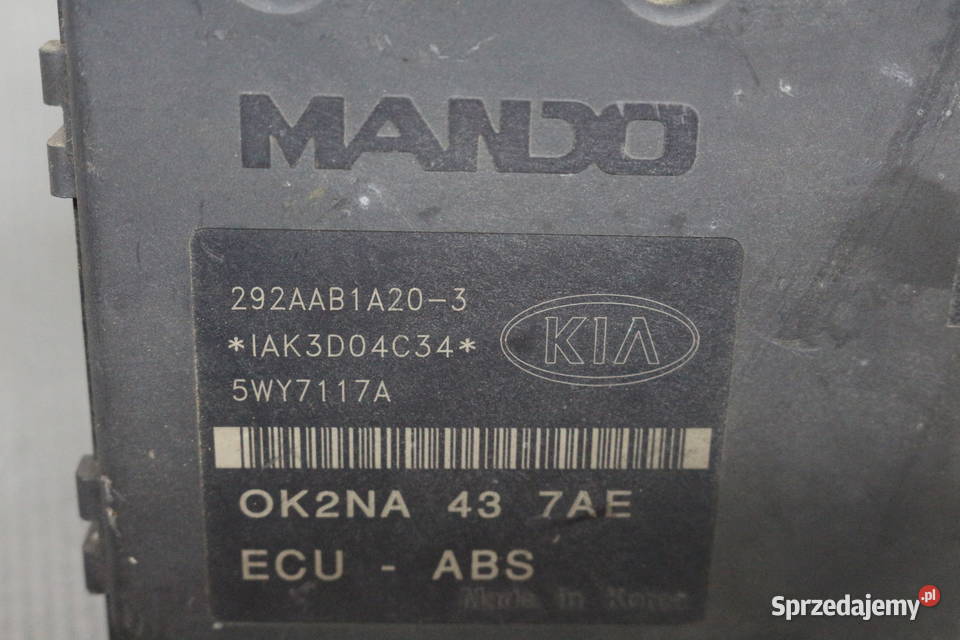 MANDO
292AAB1A20-3
*IAK3D04C34*
KIA
5WY7117A
OK2NA 43 7AE
ECU - ABS
Made in Korea
Sprzedajemy.pl